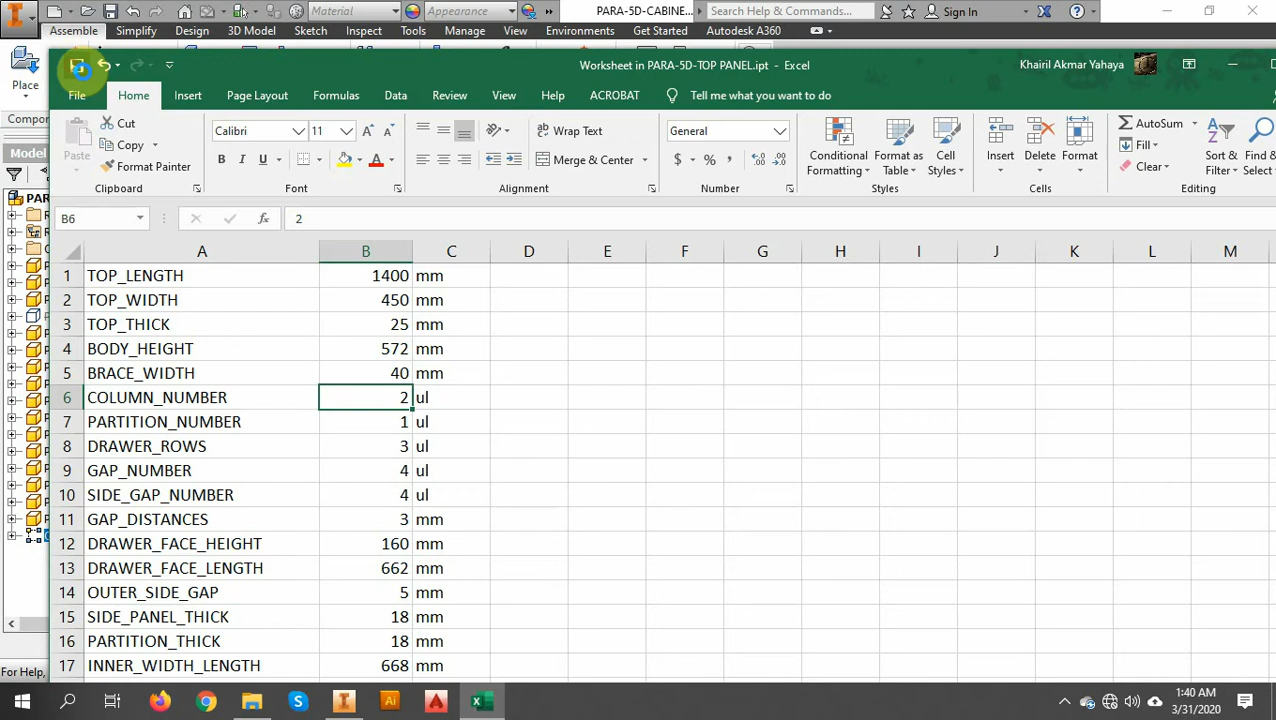 Material
Appearance
PARA-5D-CABINE...
Search Help & Commands...
Sign In
Assemble Simplify Design 3D Model Sketch Inspect Tools Manage View Environments Get Started Autodesk A360
Worksheet in PARA-5D-TOP PANEL.ipt - Excel
Khairil Akmar Yahaya
Place
File Home Insert Page Layout Formulas Data Review View Help ACROBAT Tell me what you want to do
Compor
Paste
Cut
Copy
Format Painter
Calibri 11
B I U
Wrap Text
Merge & Center
General
$ % ,
Conditional Formatting
Format as Table
Cell Styles
Insert Delete Format
AutoSum
Fill
Clear
Sort & Filter
Find & Select
Clipboard Font Alignment Number Styles Cells Editing
Model
PAR
B6 fx 2
A B C D E F G H I J K L M
1 TOP_LENGTH 1400 mm
2 TOP_WIDTH 450 mm
3 TOP_THICK 25 mm
4 BODY_HEIGHT 572 mm
5 BRACE_WIDTH 40 mm
6 COLUMN_NUMBER 2 ul
7 PARTITION_NUMBER 1 ul
8 DRAWER_ROWS 3 ul
9 GAP_NUMBER 4 ul
10 SIDE_GAP_NUMBER 4 ul
11 GAP_DISTANCES 3 mm
12 DRAWER_FACE_HEIGHT 160 mm
13 DRAWER_FACE_LENGTH 662 mm
14 OUTER_SIDE_GAP 5 mm
15 SIDE_PANEL_THICK 18 mm
16 PARTITION_THICK 18 mm
17 INNER_WIDTH_LENGTH 668 mm
For Help,
1:40 AM
3/31/2020